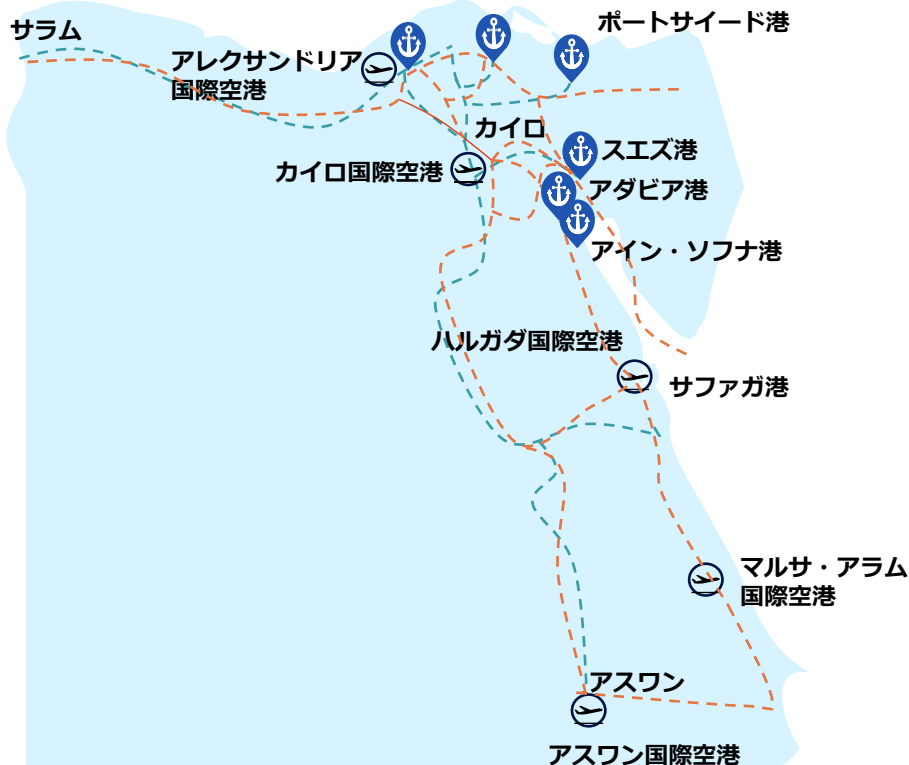 サラム
ポートサイード港
アレクサンドリア
国際空港
カイロ
スエズ港
カイロ国際空港
アダビア港
アイン・ソフナ港
ハルガダ国際空港
サファガ港
マルサ・アラム
国際空港
アスワン
アスワン国際空港